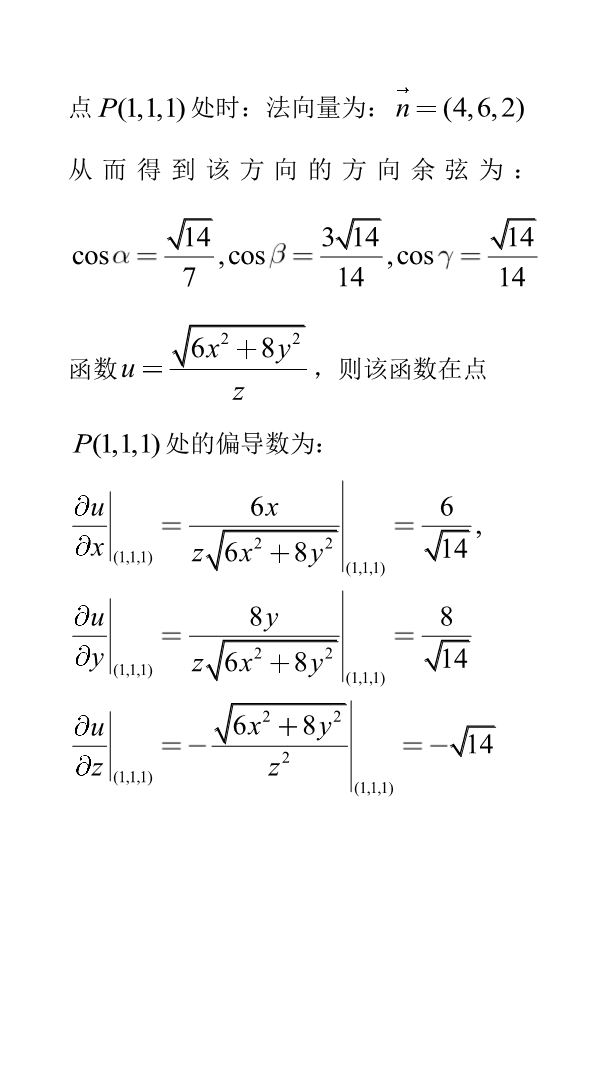 点 P(1,1,1) 处时：法向量为： $\vec{n}=(4,6,2)$
从而得到该方向的方向余弦为：
$\cos\alpha=\frac{\sqrt{14}}{7},\cos\beta=\frac{3\sqrt{14}}{14},\cos\gamma=\frac{\sqrt{14}}{14}$
函数 $u=\frac{\sqrt{6x^2+8y^2}}{z}$ ，则该函数在点
P(1,1,1) 处的偏导数为：
$\left.\frac{\partial u}{\partial x}\right|_{(1,1,1)}=\left.\frac{6x}{z\sqrt{6x^2+8y^2}}\right|_{(1,1,1)}=\frac{6}{\sqrt{14}},$
$\left.\frac{\partial u}{\partial y}\right|_{(1,1,1)}=\left.\frac{8y}{z\sqrt{6x^2+8y^2}}\right|_{(1,1,1)}=\frac{8}{\sqrt{14}}$
$\left.\frac{\partial u}{\partial z}\right|_{(1,1,1)}=-\left.\frac{\sqrt{6x^2+8y^2}}{z^2}\right|_{(1,1,1)}=-\sqrt{14}$